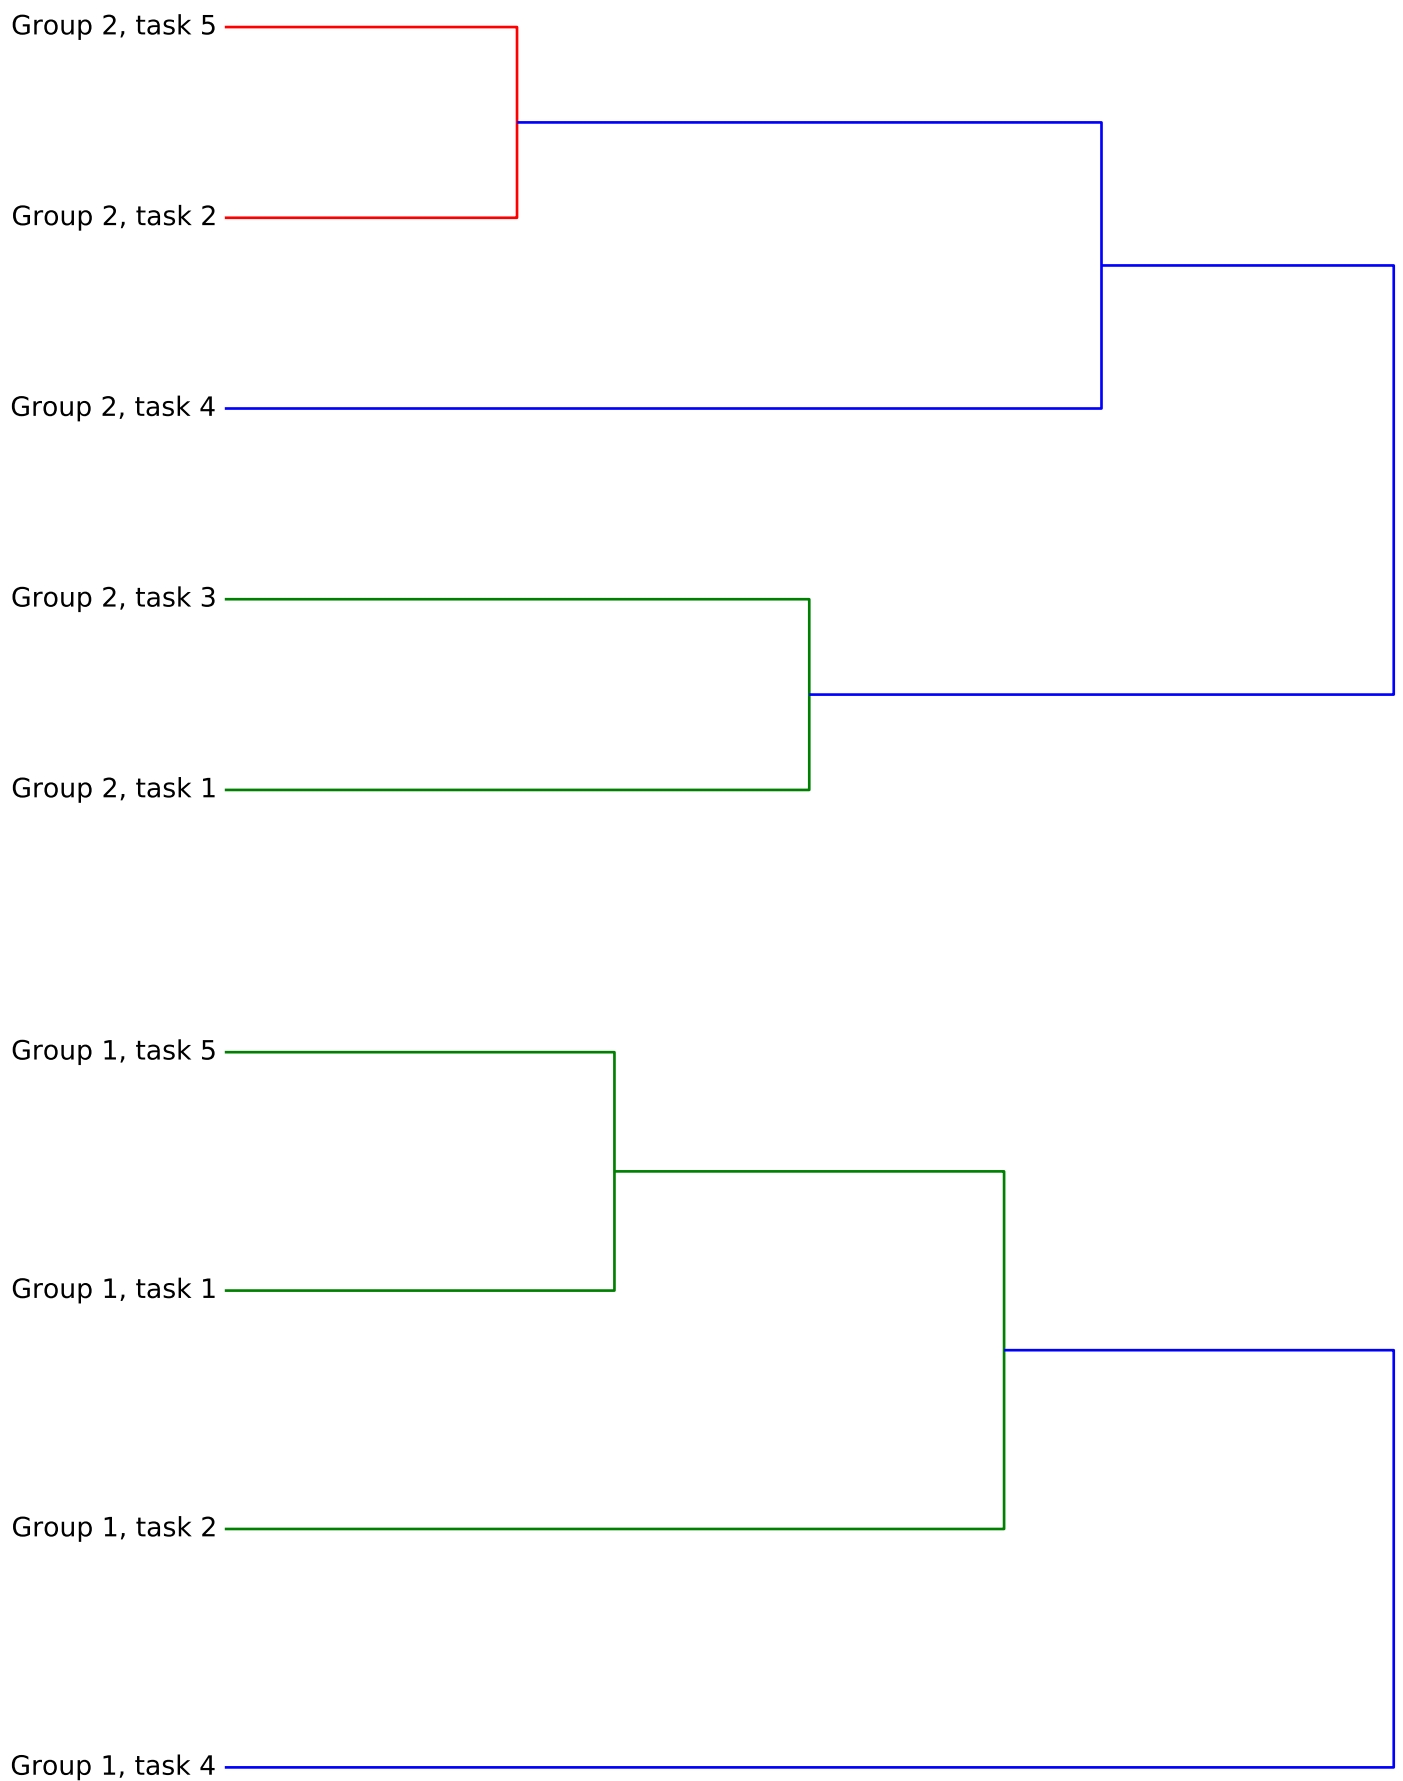 Group 2, task 5
Group 2, task 2
Group 2, task 4
Group 2, task 3
Group 2, task 1
Group 1, task 5
Group 1, task 1
Group 1, task 2
Group 1, task 4